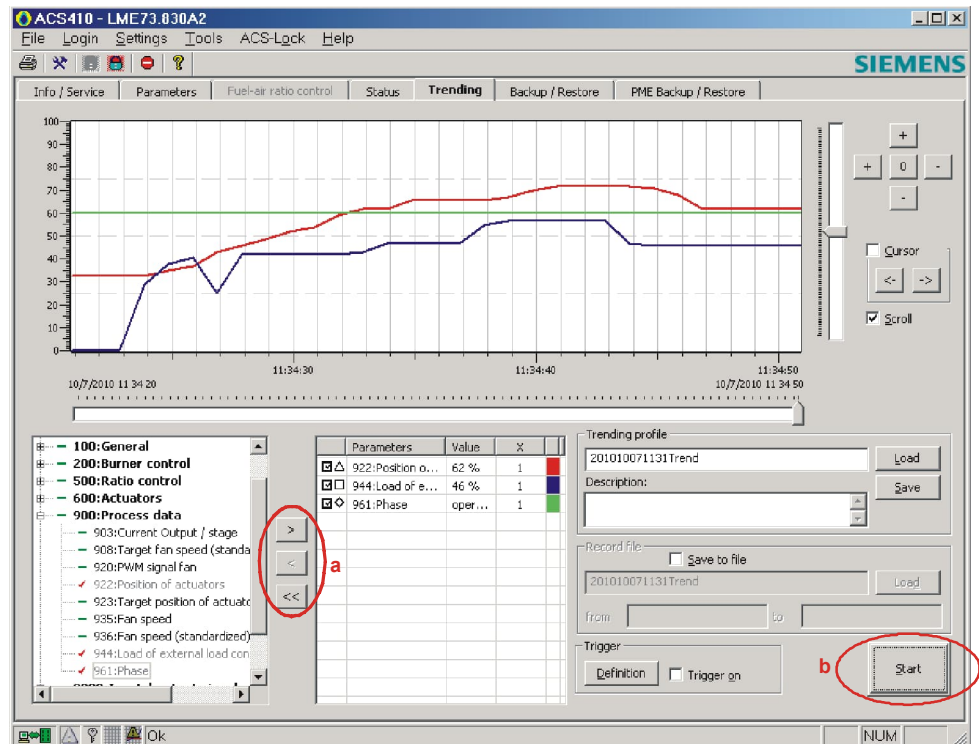 ACS410 - LME73.830A2
File Login Settings Tools ACS-Lock Help
SIEMENS
Info / Service Parameters Fuel-air ratio control Status Trending Backup / Restore PME Backup / Restore
100
90
80
70
60
50
40
30
20
10
0
11:34:30 11:34:40 11:34:50
10/7/2010 11 34 20 10/7/2010 11 34 50
+
+ 0 -
-
Cursor
<- ->
Scroll
100:General
200:Burner control
500:Ratio control
600:Actuators
900:Process data
903:Current Output / stage
908:Target fan speed (standa
920:PWM signal fan
922:Position of actuators
923:Target position of actuatc
935:Fan speed
936:Fan speed (standardized)
944:Load of external load con
961:Phase
>
<
<<
a
Parameters Value X
922:Position o... 62 % 1
944:Load of e... 46 % 1
961:Phase oper... 1
Trending profile
201010071131Trend Load
Description:
Save
Record file
Save to file
201010071131Trend Load
from to
Trigger
Definition Trigger on
b
Start
Ok NUM